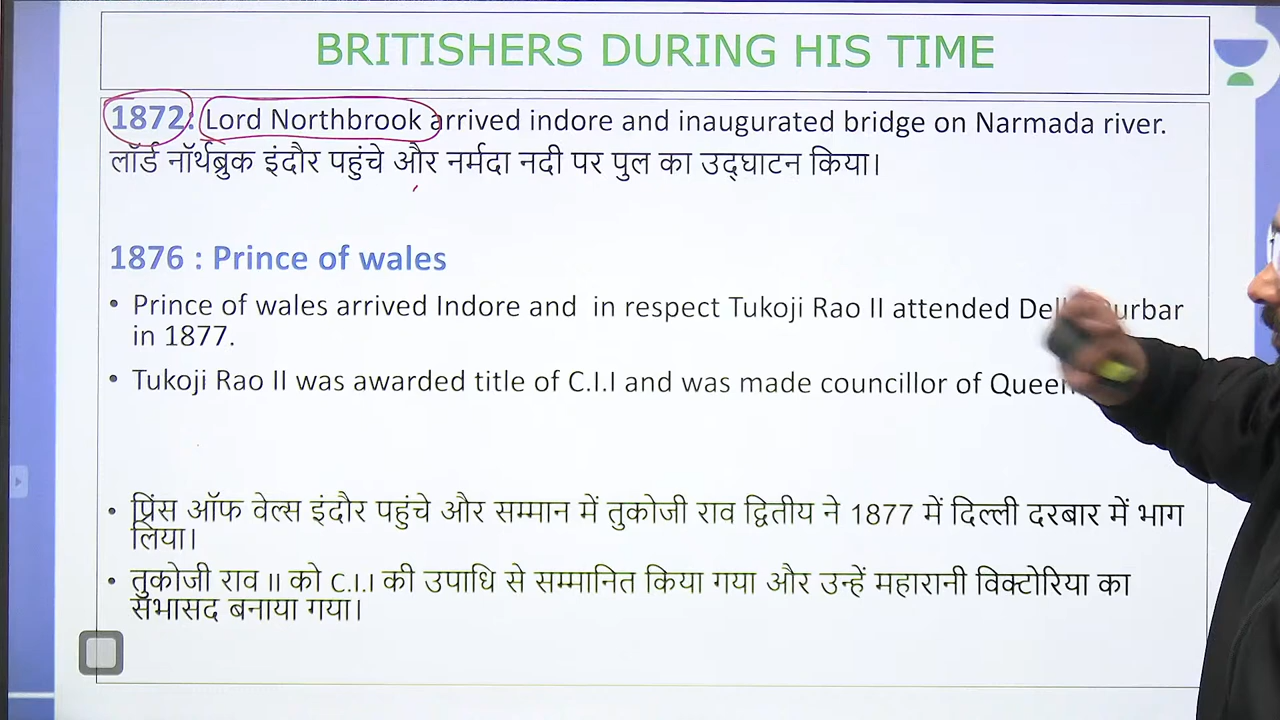 BRITISHERS DURING HIS TIME
1872: Lord Northbrook arrived indore and inaugurated bridge on Narmada river.
लॉर्ड नॉर्थब्रुक इंदौर पहुंचे और नर्मदा नदी पर पुल का उद्घाटन किया।
1876 : Prince of wales
• Prince of wales arrived Indore and in respect Tukoji Rao II attended
in 1877.
• Tukoji Rao II was awarded title of C.I.I and was made councillor of Queen
• प्रिंस ऑफ वेल्स इंदौर पहुंचे और सम्मान में तुकोजी राव द्वितीय ने 1877 में दिल्ली दरबार में भाग
लिया।
• तुकोजी राव II को C.I.I की उपाधि से सम्मानित किया गया और उन्हें महारानी विक्टोरिया का
सभासद बनाया गया।